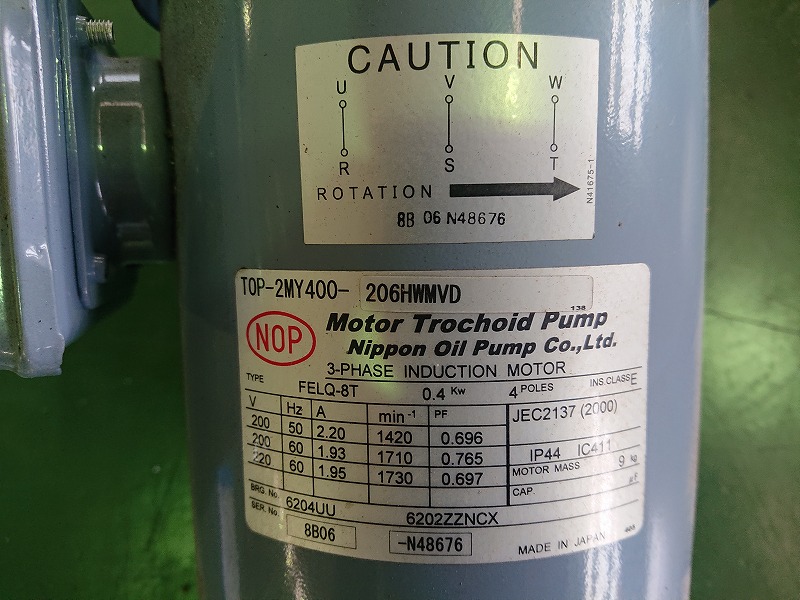 CAUTION
U V W
R S T
ROTATION
N41675-1
8B 06 N48676
TOP-2MY400- 206HWMVD
138
NOP Motor Trochoid Pump
Nippon Oil Pump Co.,Ltd.
3-PHASE INDUCTION MOTOR
TYPE FELQ-8T 0.4 Kw 4 POLES INS.CLASS E
V Hz A min-1 PF JEC2137 (2000)
200 50 2.20 1420 0.696
200 60 1.93 1710 0.765 IP44 IC411
220 60 1.95 1730 0.697 MOTOR MASS 9 kg
CAP. μF
BRG. No. 6204UU 6202ZZNCX
SER. No. 8B06 -N48676
MADE IN JAPAN